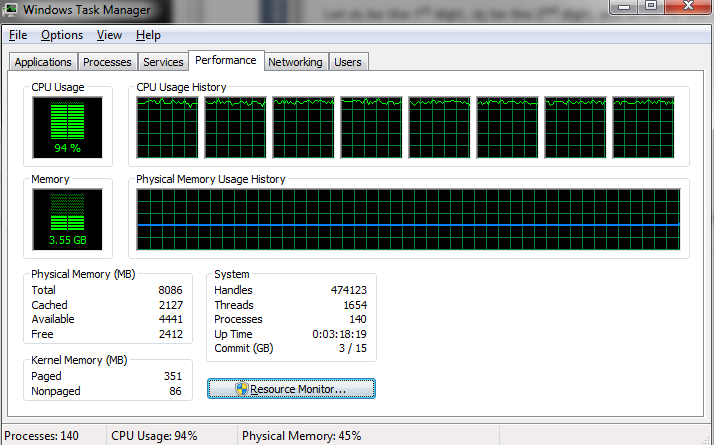 Windows Task Manager
File Options View Help
Applications Processes Services Performance Networking Users
CPU Usage
CPU Usage History
94 %
Memory
Physical Memory Usage History
3.55 GB
Physical Memory (MB)
Total 8086
Cached 2127
Available 4441
Free 2412
Kernel Memory (MB)
Paged 351
Nonpaged 86
System
Handles 474123
Threads 1654
Processes 140
Up Time 0:03:18:19
Commit (GB) 3 / 15
Resource Monitor...
Processes: 140 CPU Usage: 94% Physical Memory: 45%